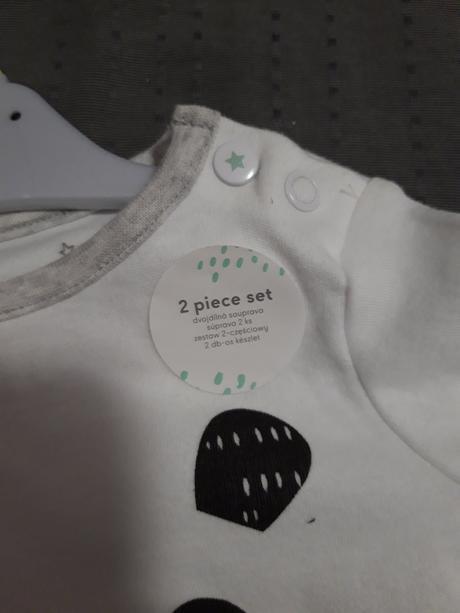 2 piece set
dvojdílná souprava
súprava 2 ks
zestaw 2-częściowy
2 db-os készlet